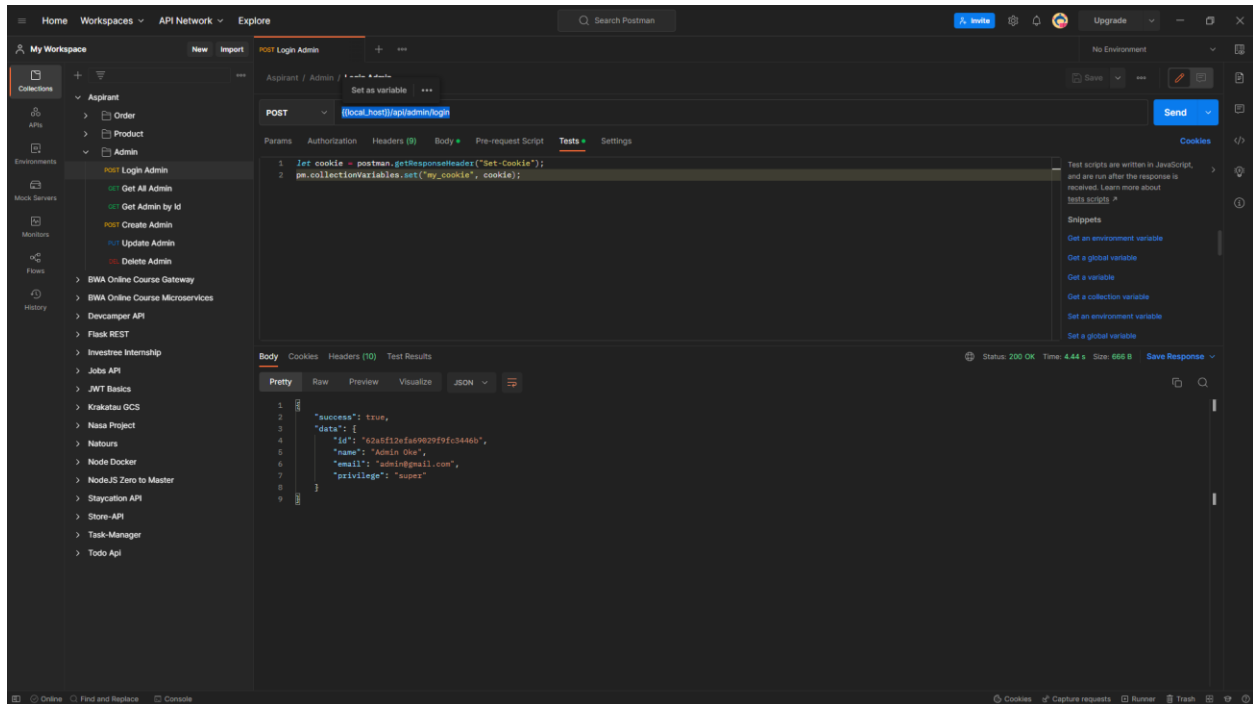 Home Workspaces API Network Explore Search Postman Invite Upgrade
My Workspace New Import POST Login Admin No Environment
Collections
APIs
Environments
Mock Servers
Monitors
Flows
History
Aspirant
Order
Product
Admin
POST Login Admin
GET Get All Admin
GET Get Admin by Id
POST Create Admin
PUT Update Admin
DEL Delete Admin
BWA Online Course Gateway
BWA Online Course Microservices
Devcamper API
Flask REST
Investree Internship
Jobs API
JWT Basics
Krakatau GCS
Nasa Project
Natours
Node Docker
NodeJS Zero to Master
Staycation API
Store-API
Task-Manager
Todo Api
Aspirant / Admin / Login Admin Save
Set as variable
POST {{local_host}}/api/admin/login Send
Params Authorization Headers (9) Body Pre-request Script Tests Settings Cookies
1 let cookie = postman.getResponseHeader("Set-Cookie");
2 pm.collectionVariables.set("my_cookie", cookie);
Test scripts are written in JavaScript,
and are run after the response is
received. Learn more about
tests scripts
Snippets
Get an environment variable
Get a global variable
Get a variable
Get a collection variable
Set an environment variable
Set a global variable
Body Cookies Headers (10) Test Results Status: 200 OK Time: 4.44 s Size: 666 B Save Response
Pretty Raw Preview Visualize JSON
1 {
2 "success": true,
3 "data": {
4 "id": "62a5f12efa69029f9fc3446b",
5 "name": "Admin Oke",
6 "email": "admin@gmail.com",
7 "privilege": "super"
8 }
9 }
Online Find and Replace Console Cookies Capture requests Runner Trash